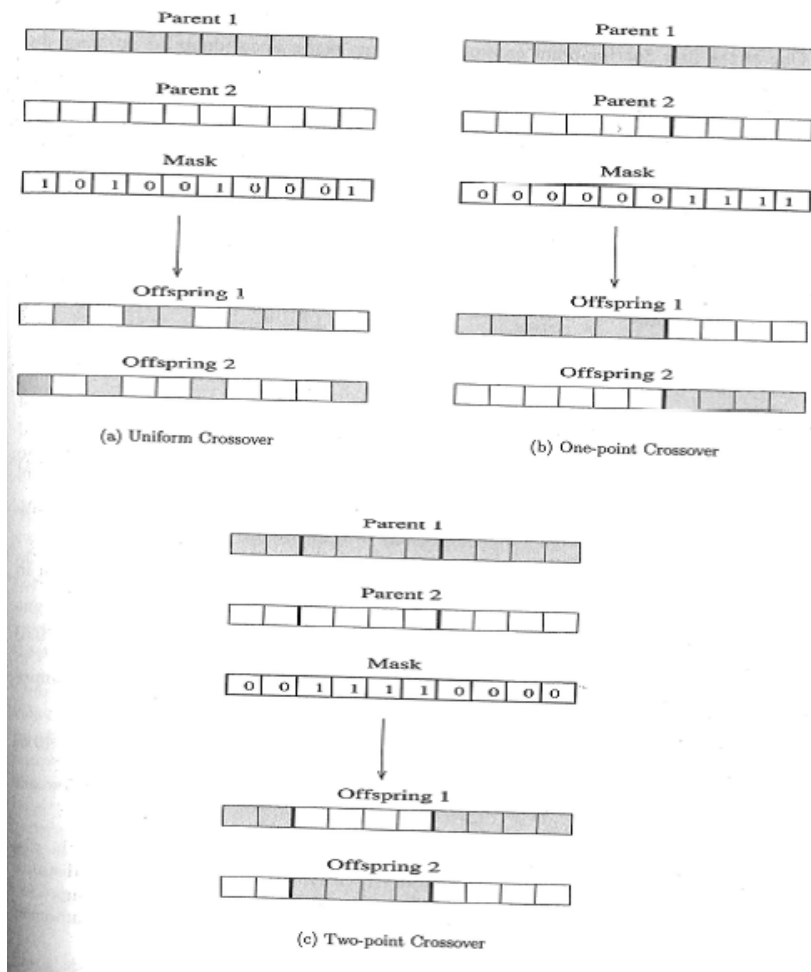 Parent 1
Parent 2
Mask
1 0 1 0 0 1 0 0 0 1
Offspring 1
Offspring 2
(a) Uniform Crossover
Parent 1
Parent 2
Mask
0 0 0 0 0 0 1 1 1 1
Offspring 1
Offspring 2
(b) One-point Crossover
Parent 1
Parent 2
Mask
0 0 1 1 1 1 0 0 0 0
Offspring 1
Offspring 2
(c) Two-point Crossover